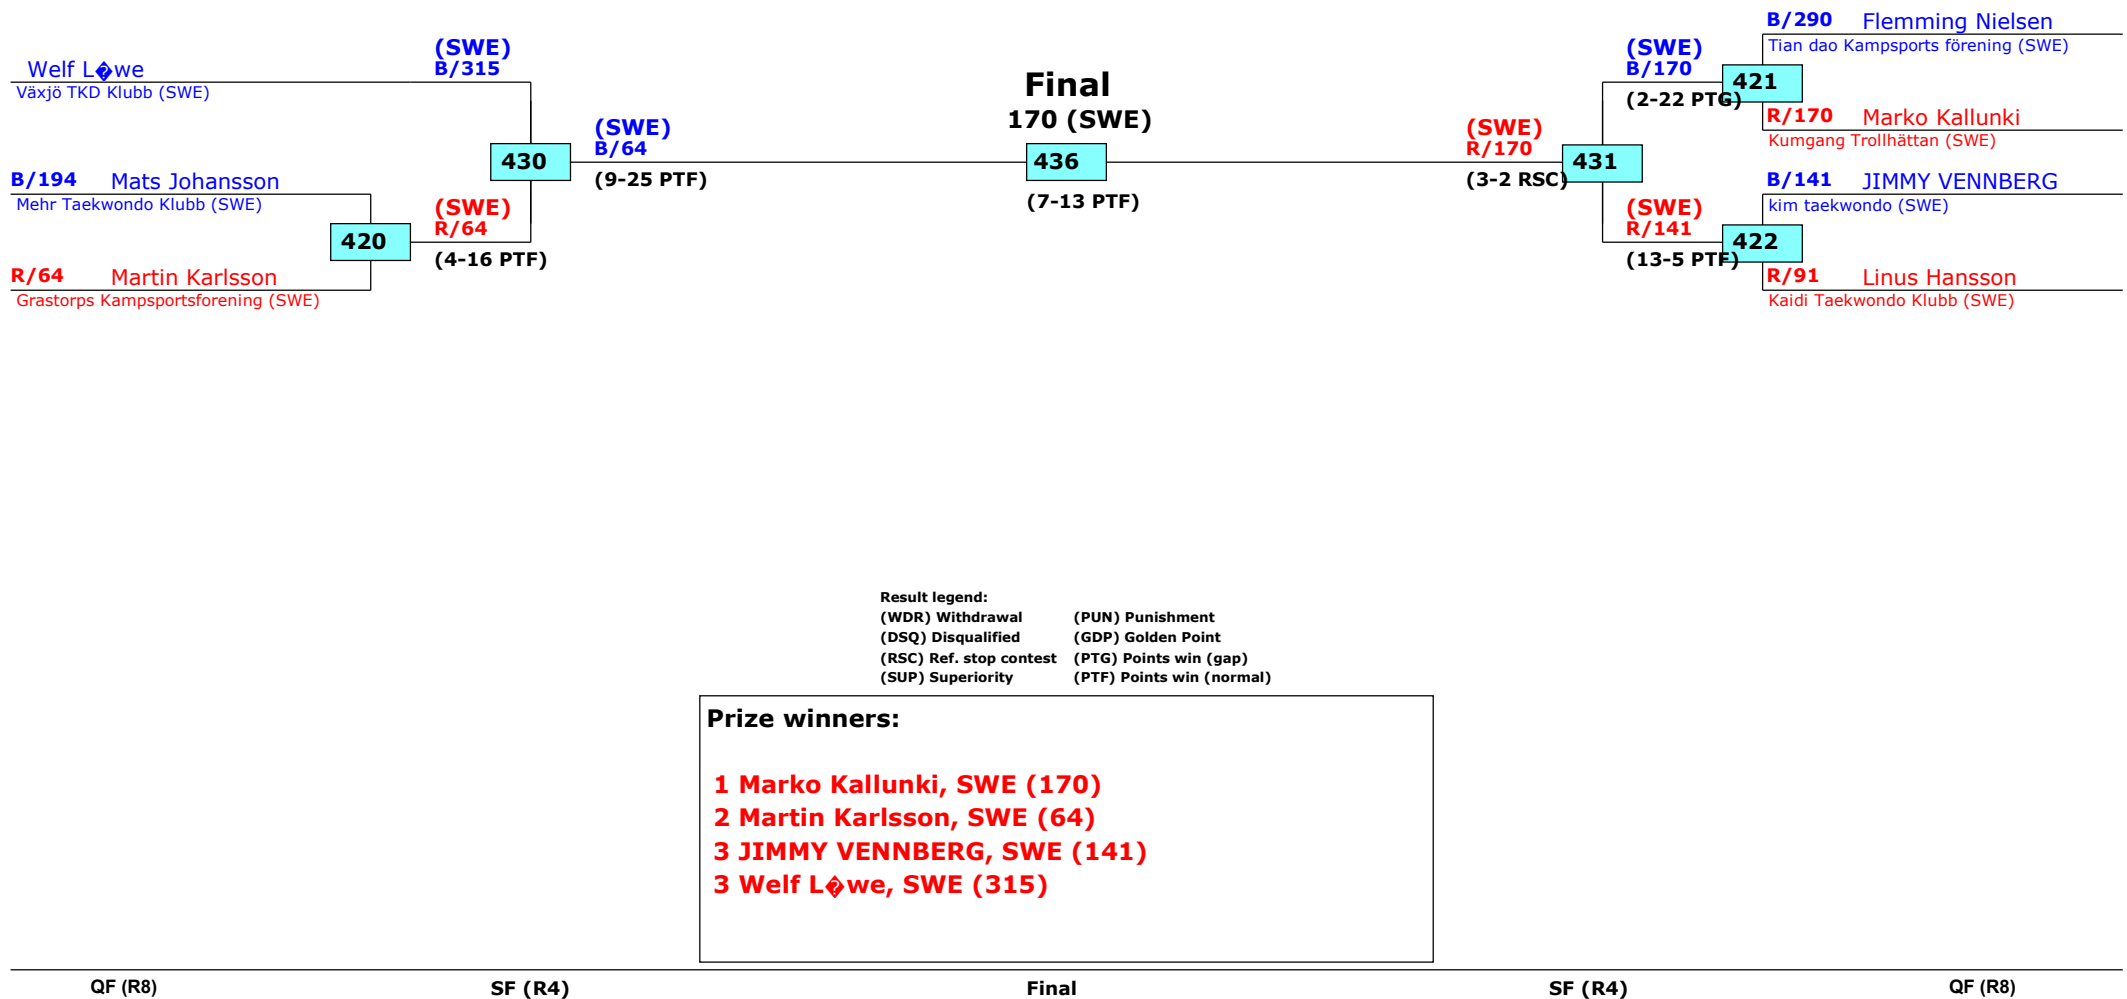 Welf L�we
Växjö TKD Klubb (SWE)
B/194 Mats Johansson
Mehr Taekwondo Klubb (SWE)
R/64 Martin Karlsson
Grastorps Kampsportsforening (SWE)
420
(SWE)
B/315
(SWE)
R/64
(4-16 PTF)
430
(SWE)
B/64
(9-25 PTF)
Final
170 (SWE)
436
(7-13 PTF)
(SWE)
R/170
(3-2 RSC)
431
(SWE)
B/170
(2-22 PTG)
(SWE)
R/141
(13-5 PTF)
421
422
B/290 Flemming Nielsen
Tian dao Kampsports förening (SWE)
R/170 Marko Kallunki
Kumgang Trollhättan (SWE)
B/141 JIMMY VENNBERG
kim taekwondo (SWE)
R/91 Linus Hansson
Kaidi Taekwondo Klubb (SWE)
Result legend:
(WDR) Withdrawal (PUN) Punishment
(DSQ) Disqualified (GDP) Golden Point
(RSC) Ref. stop contest (PTG) Points win (gap)
(SUP) Superiority (PTF) Points win (normal)
Prize winners:
1 Marko Kallunki, SWE (170)
2 Martin Karlsson, SWE (64)
3 JIMMY VENNBERG, SWE (141)
3 Welf L�we, SWE (315)
QF (R8) SF (R4) Final SF (R4) QF (R8)